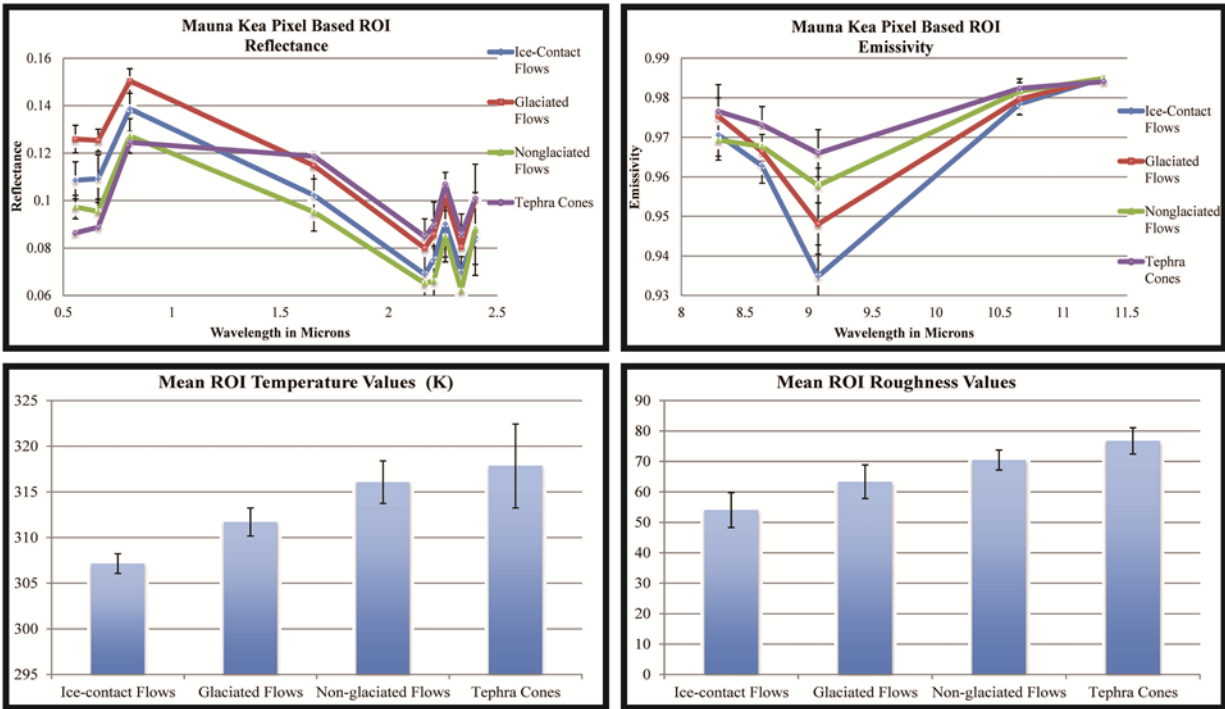 Mauna Kea Pixel Based ROI
Reflectance
0.16
0.14
0.12
0.1
0.08
0.06
Reflectance
0.5
1
1.5
2
2.5
Wavelength in Microns
Ice-Contact
Flows
Glaciated
Flows
Nonglaciated
Flows
Tephra Cones
Mauna Kea Pixel Based ROI
Emissivity
0.99
0.98
0.97
0.96
0.95
0.94
0.93
Emissivity
8
8.5
9
9.5
10
10.5
11
11.5
Wavelength in Microns
Ice-Contact
Flows
Glaciated
Flows
Nonglaciated
Flows
Tephra
Cones
Mean ROI Temperature Values (K)
325
320
315
310
305
300
295
Ice-contact Flows
Glaciated Flows
Non-glaciated Flows
Tephra Cones
Mean ROI Roughness Values
90
80
70
60
50
40
30
20
10
0
Ice-contact Flows
Glaciated Flows
Non-glaciated Flows
Tephra Cones